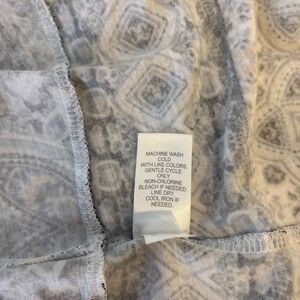 MACHINE WASH
COLD
WITH LIKE COLORS.
GENTLE CYCLE
ONLY
NON-CHLORINE
BLEACH IF NEEDED.
LINE DRY
COOL IRON IF
NEEDED.